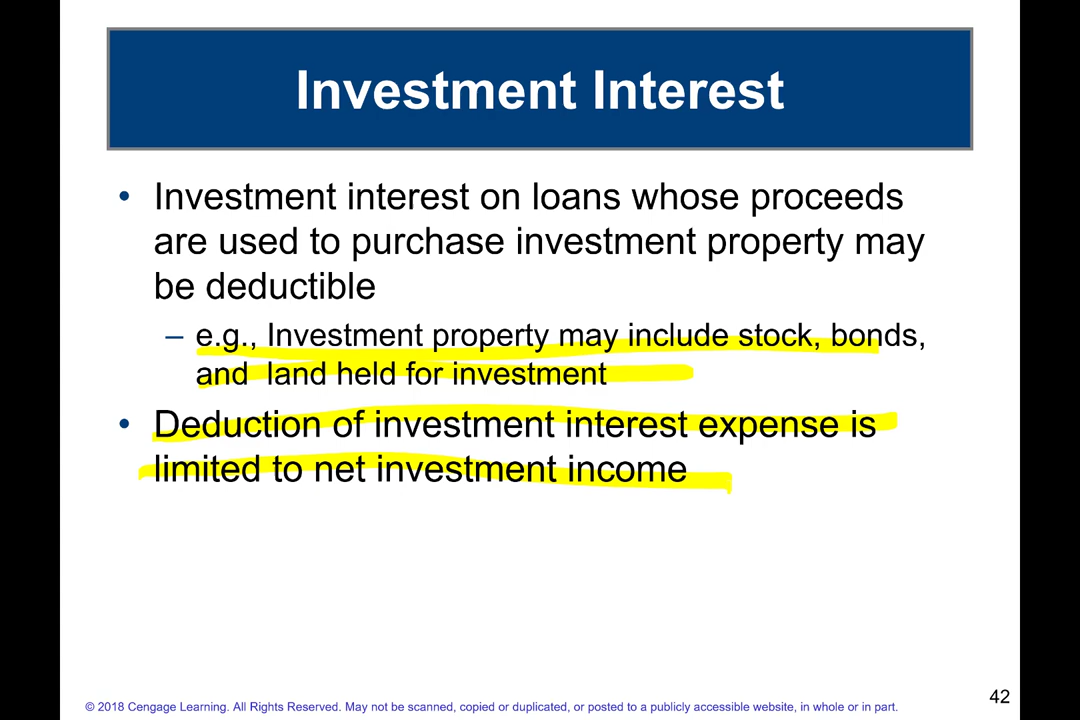 Investment Interest
• Investment interest on loans whose proceeds
are used to purchase investment property may
be deductible
– e.g., Investment property may include stock, bonds,
and land held for investment
• Deduction of investment interest expense is
limited to net investment income
42
© 2018 Cengage Learning. All Rights Reserved. May not be scanned, copied or duplicated, or posted to a publicly accessible website, in whole or in part.